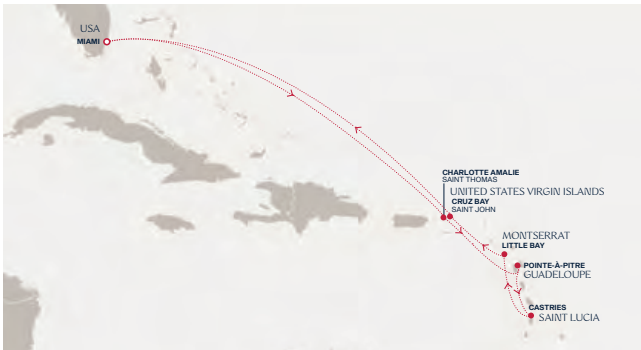 USA
MIAMI
CHARLOTTE AMALIE
SAINT THOMAS
UNITED STATES VIRGIN ISLANDS
CRUZ BAY
SAINT JOHN
MONTSERRAT
LITTLE BAY
POINTE-À-PITRE
GUADELOUPE
CASTRIES
SAINT LUCIA